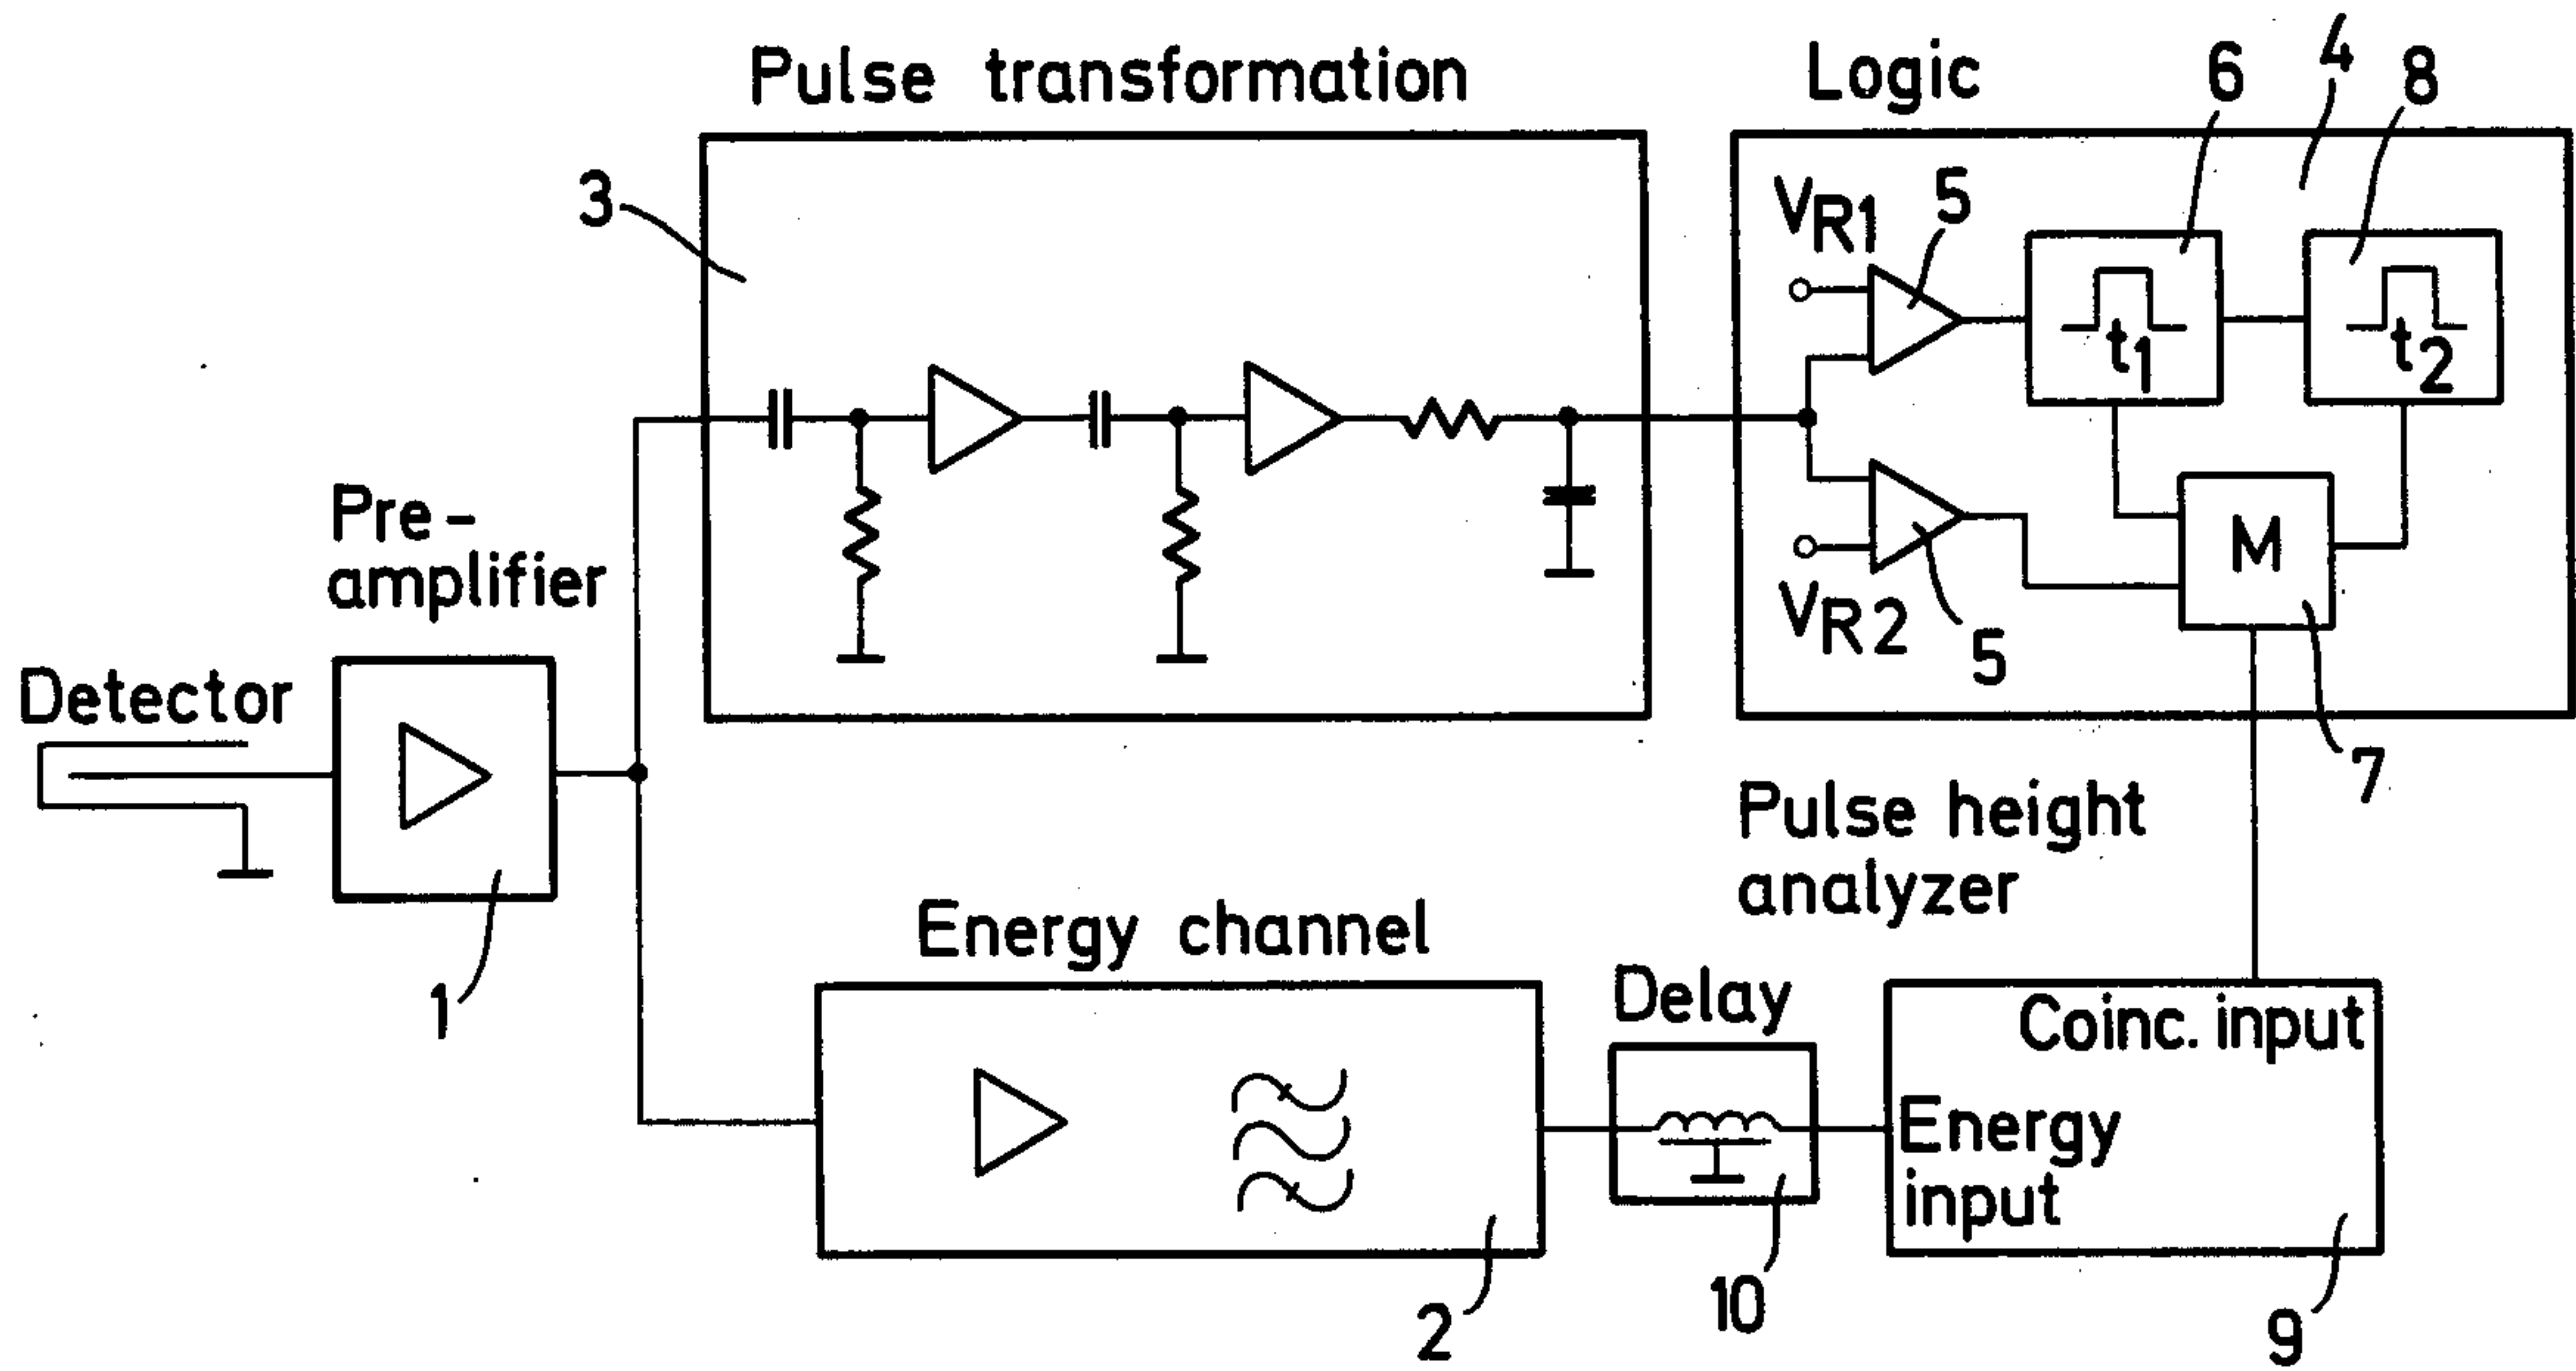 Pulse transformation
Logic
6
4
8
3
VR1
5
t1
t2
Pre-
amplifier
M
VR2
5
Detector
7
Pulse height
analyzer
1
Energy channel
Delay
Coinc. input
Energy
input
2
10
9